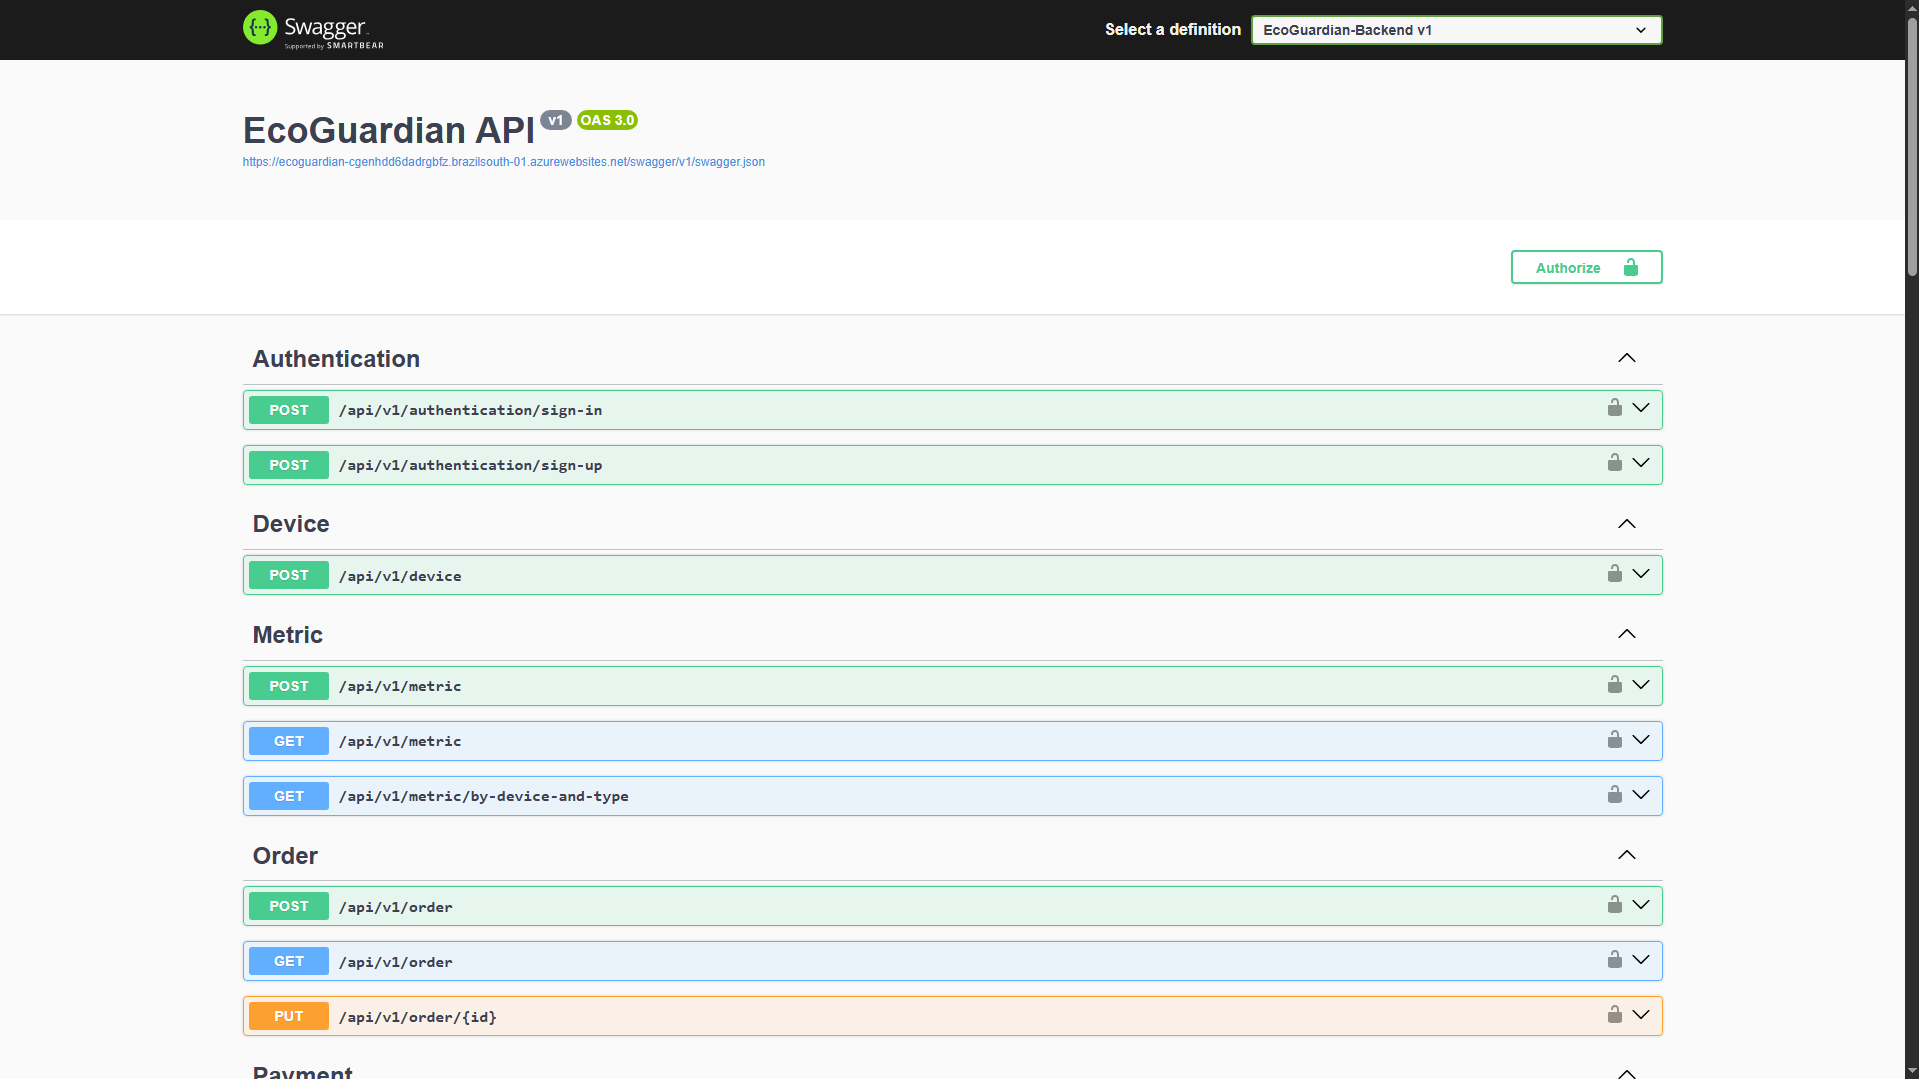 Swagger
Supported by SMARTBEAR
Select a definition
EcoGuardian-Backend v1
EcoGuardian API v1 OAS 3.0
https://ecoguardian-cgenhdd6dadrgbfz.brazilsouth-01.azurewebsites.net/swagger/v1/swagger.json
Authorize
Authentication
POST /api/v1/authentication/sign-in
POST /api/v1/authentication/sign-up
Device
POST /api/v1/device
Metric
POST /api/v1/metric
GET /api/v1/metric
GET /api/v1/metric/by-device-and-type
Order
POST /api/v1/order
GET /api/v1/order
PUT /api/v1/order/{id}
Payment